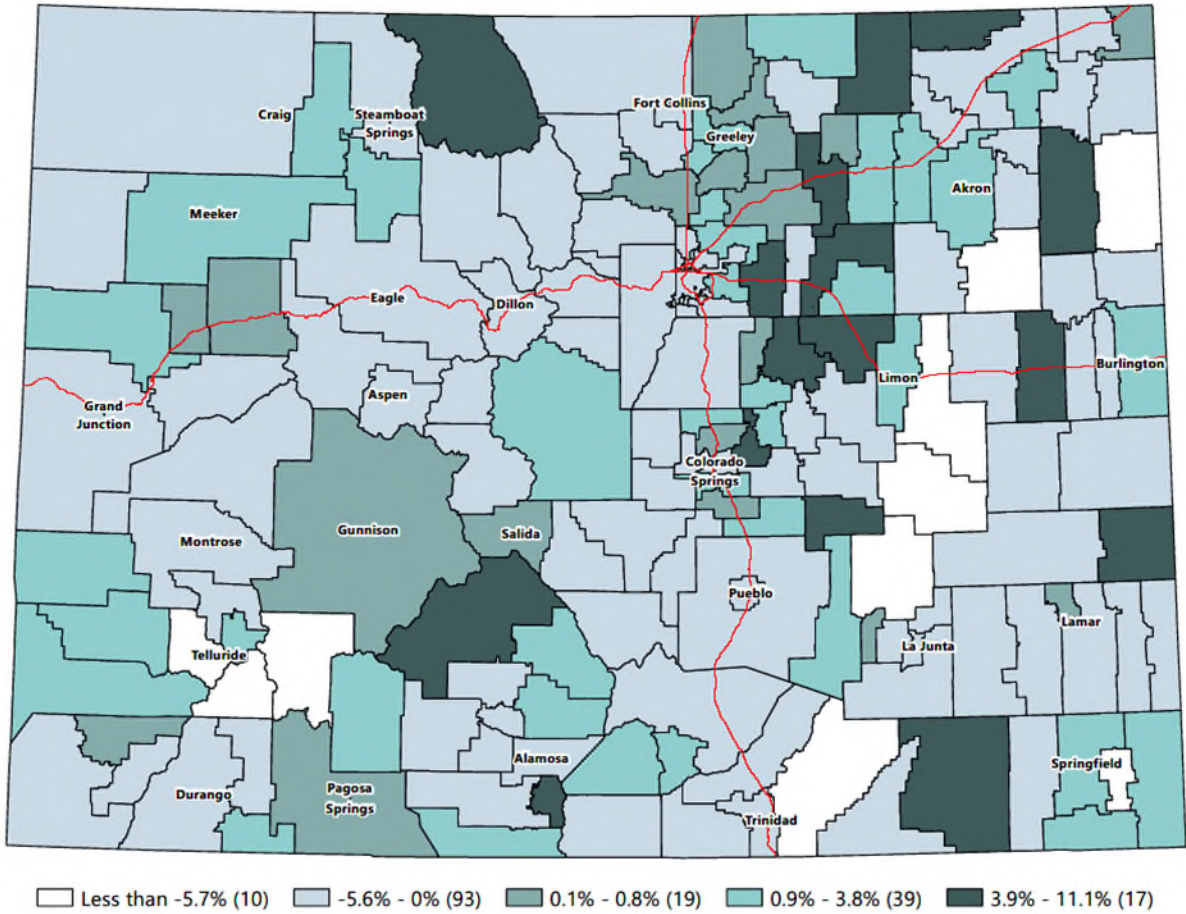 Fort Collins
Craig
Steamboat
Springs
Greeley
Akron
Meeker
Eagle
Dillon
Burlington
Limon
Aspen
Grand
Junction
Colorado
Springs
Gunnison
Salida
Montrose
Pueblo
Lamar
La Junta
Telluride
Alamosa
Springfield
Durango
Pagosa
Springs
Trinidad
Less than -5.7% (10)
-5.6% - 0% (93)
0.1% - 0.8% (19)
0.9% - 3.8% (39)
3.9% - 11.1% (17)